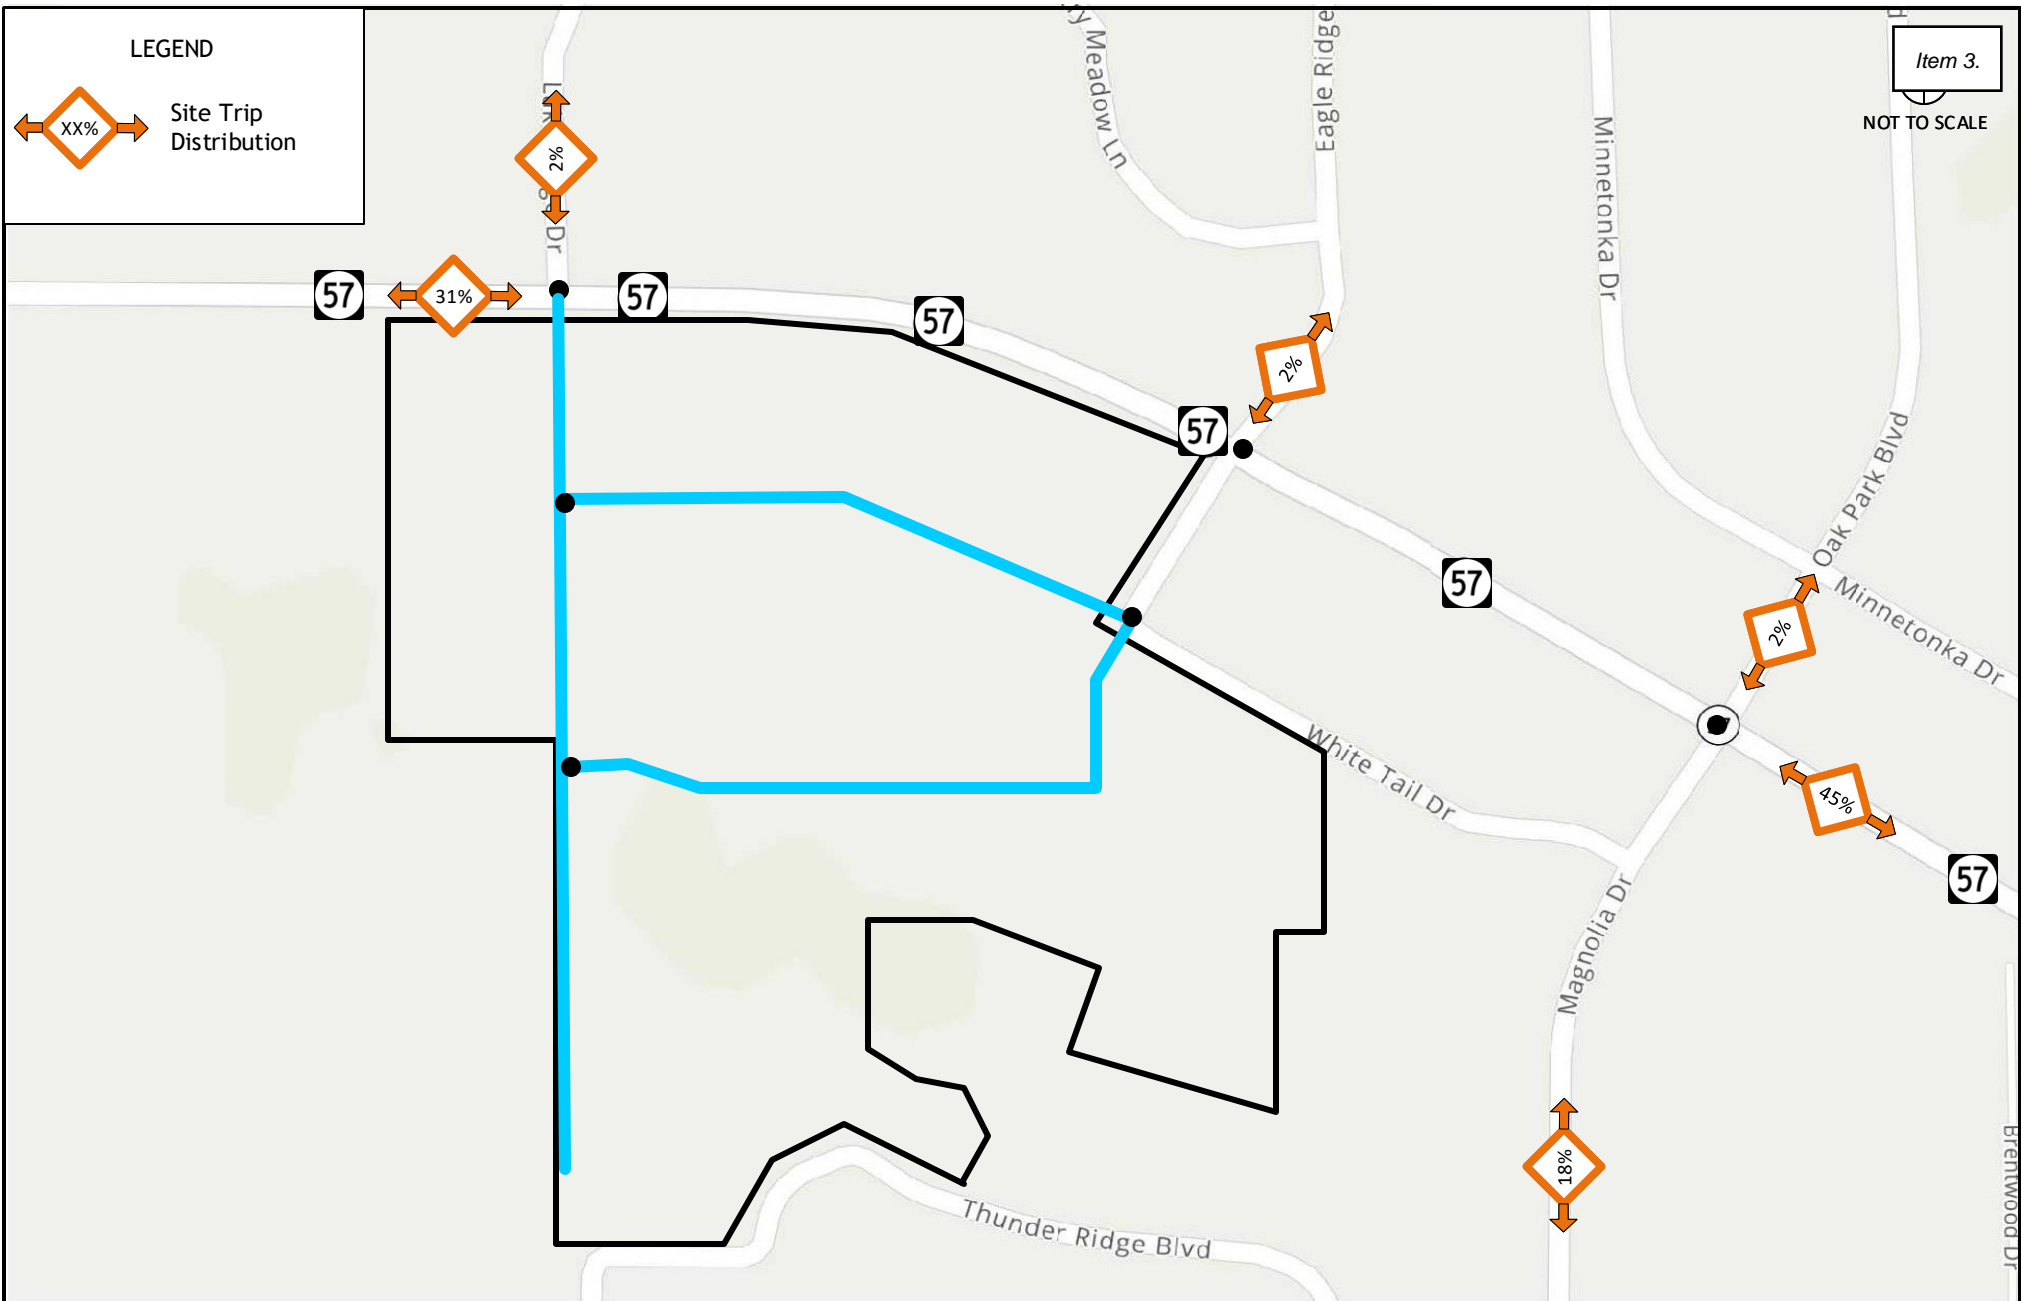 LEGEND
XX%
Site Trip
Distribution
Item 3.
NOT TO SCALE
Meadow Ln
Eagle Ridge
Minnetonka Dr
2%
Dr
57
31%
57
57
2%
57
Oak Park Blvd
57
2%
Minnetonka Dr
White Tail Dr
45%
57
Magnolia Dr
18%
Brentwood Dr
Thunder Ridge Blvd